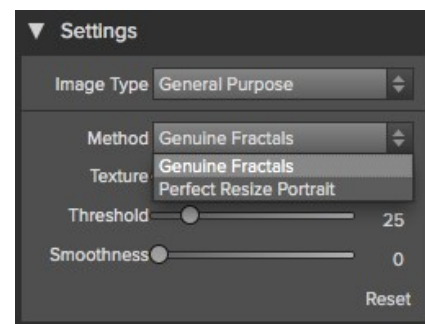 Settings
Image Type General Purpose
Method Genuine Fractals
Genuine Fractals
Texture
Perfect Resize Portrait
Threshold 25
Smoothness 0
Reset